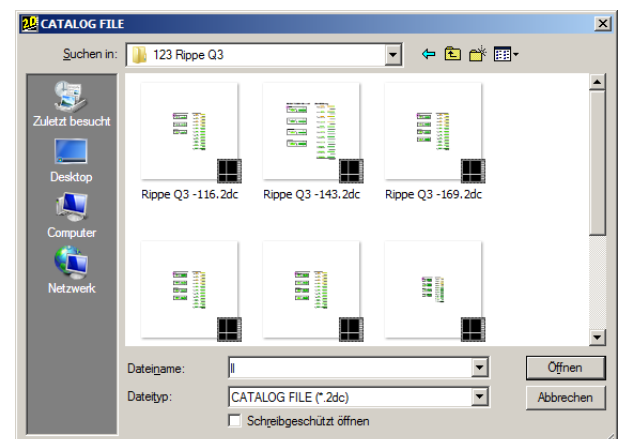 CATALOG FILE
Suchen in:
123 Rippe Q3
Zuletzt besucht
Desktop
Computer
Netzwerk
Rippe Q3 -116.2dc
Rippe Q3 -143.2dc
Rippe Q3 -169.2dc
Dateiname:
Öffnen
Dateityp:
CATALOG FILE (*.2dc)
Abbrechen
Schreibgeschützt öffnen